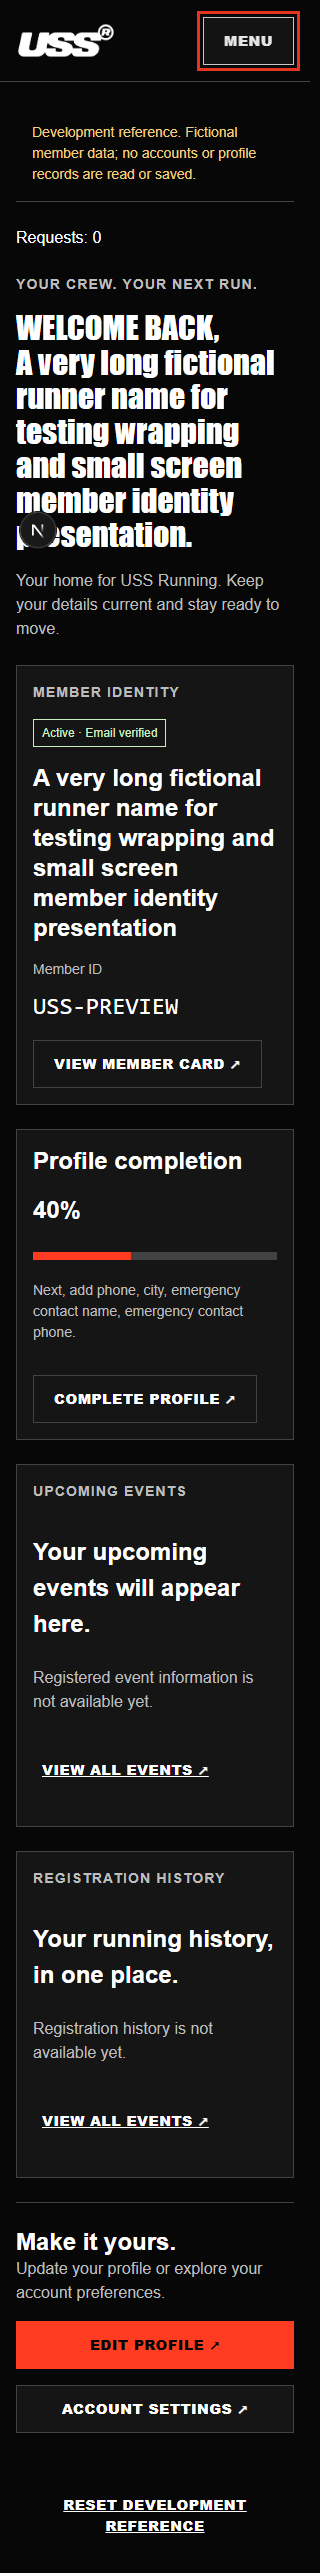 USS®
MENU
Development reference. Fictional
member data; no accounts or profile
records are read or saved.
Requests: 0
YOUR CREW. YOUR NEXT RUN.
WELCOME BACK,
A very long fictional
runner name for
testing wrapping
and small screen
member identity
presentation.
N
Your home for USS Running. Keep
your details current and stay ready to
move.
MEMBER IDENTITY
Active · Email verified
A very long fictional
runner name for
testing wrapping and
small screen
member identity
presentation
Member ID
USS-PREVIEW
VIEW MEMBER CARD ↗
Profile completion
40%
Next, add phone, city, emergency
contact name, emergency contact
phone.
COMPLETE PROFILE ↗
UPCOMING EVENTS
Your upcoming
events will appear
here.
Registered event information is
not available yet.
VIEW ALL EVENTS ↗
REGISTRATION HISTORY
Your running history,
in one place.
Registration history is not
available yet.
VIEW ALL EVENTS ↗
Make it yours.
Update your profile or explore your
account preferences.
EDIT PROFILE ↗
ACCOUNT SETTINGS ↗
RESET DEVELOPMENT
REFERENCE